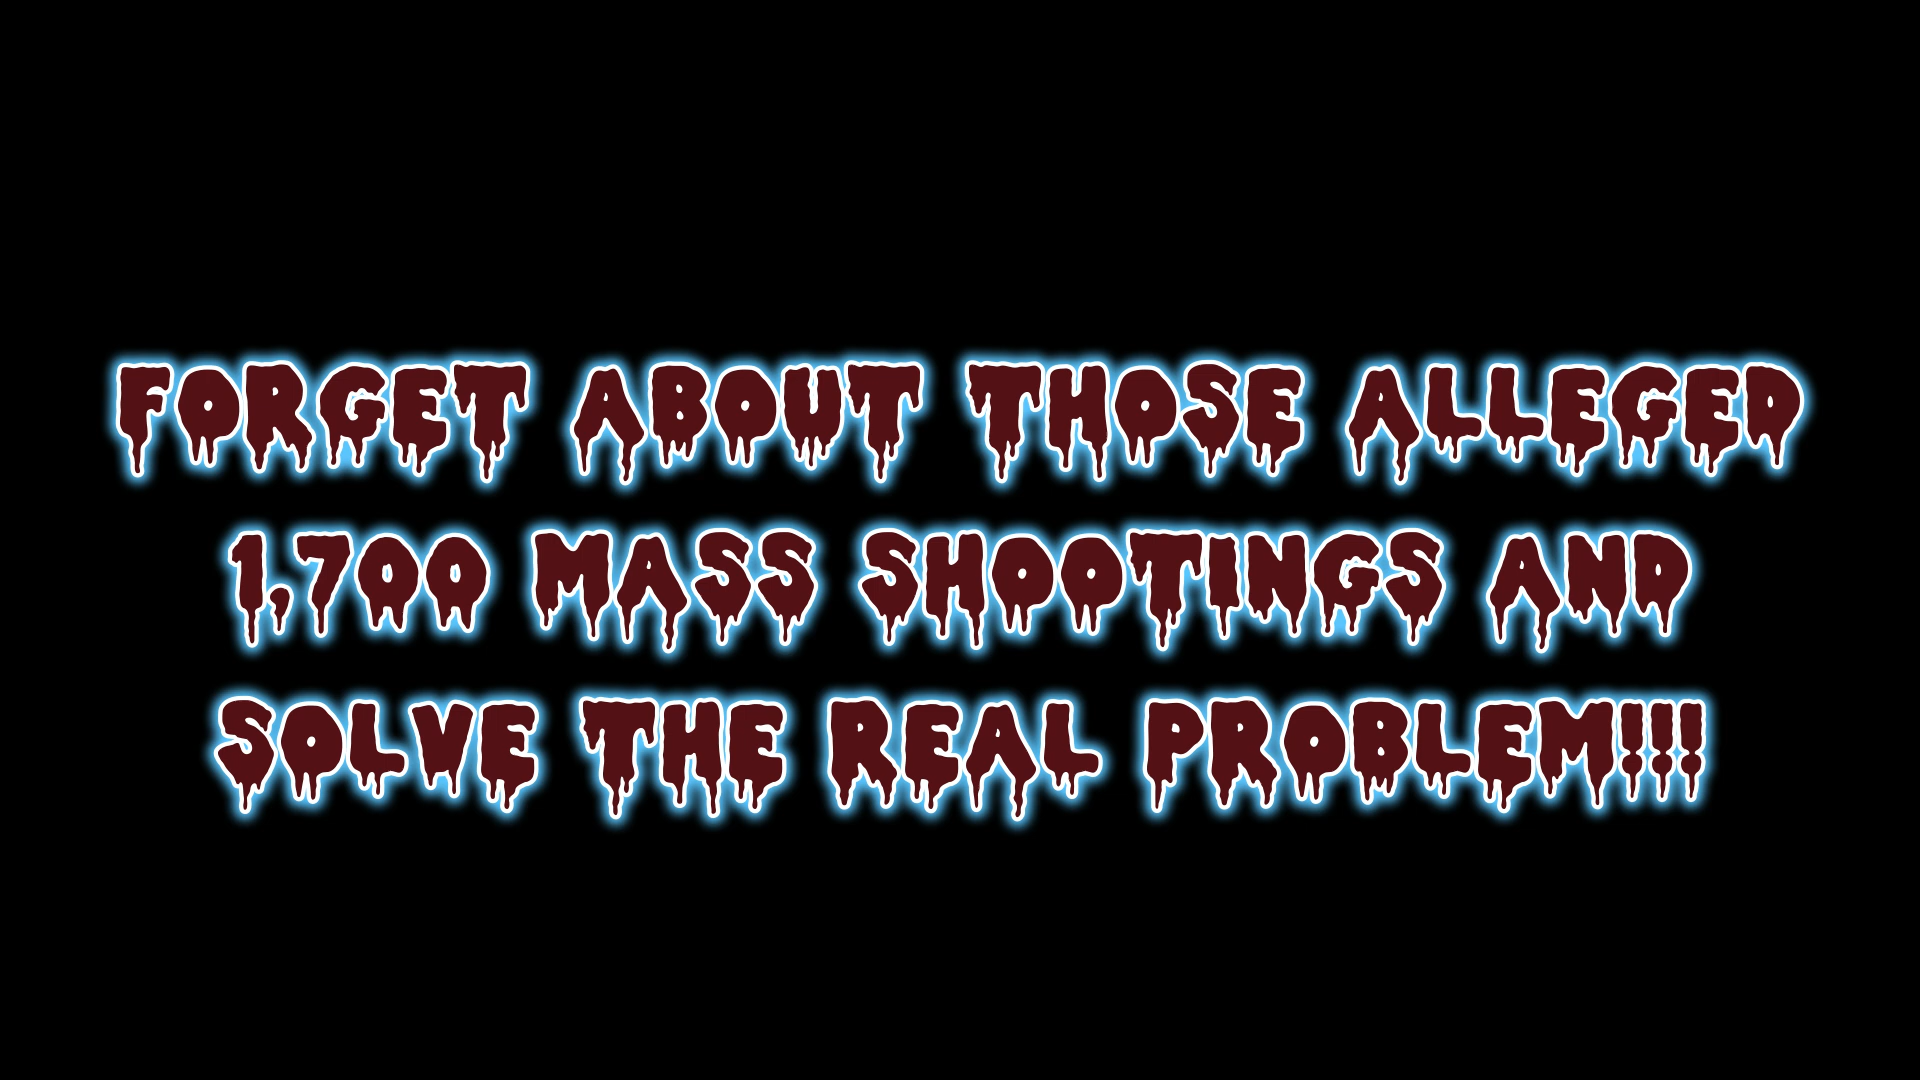 FORGET ABOUT THOSE ALLEGED
1,700 MASS SHOOTINGS AND
SOLVE THE REAL PROBLEM!!!